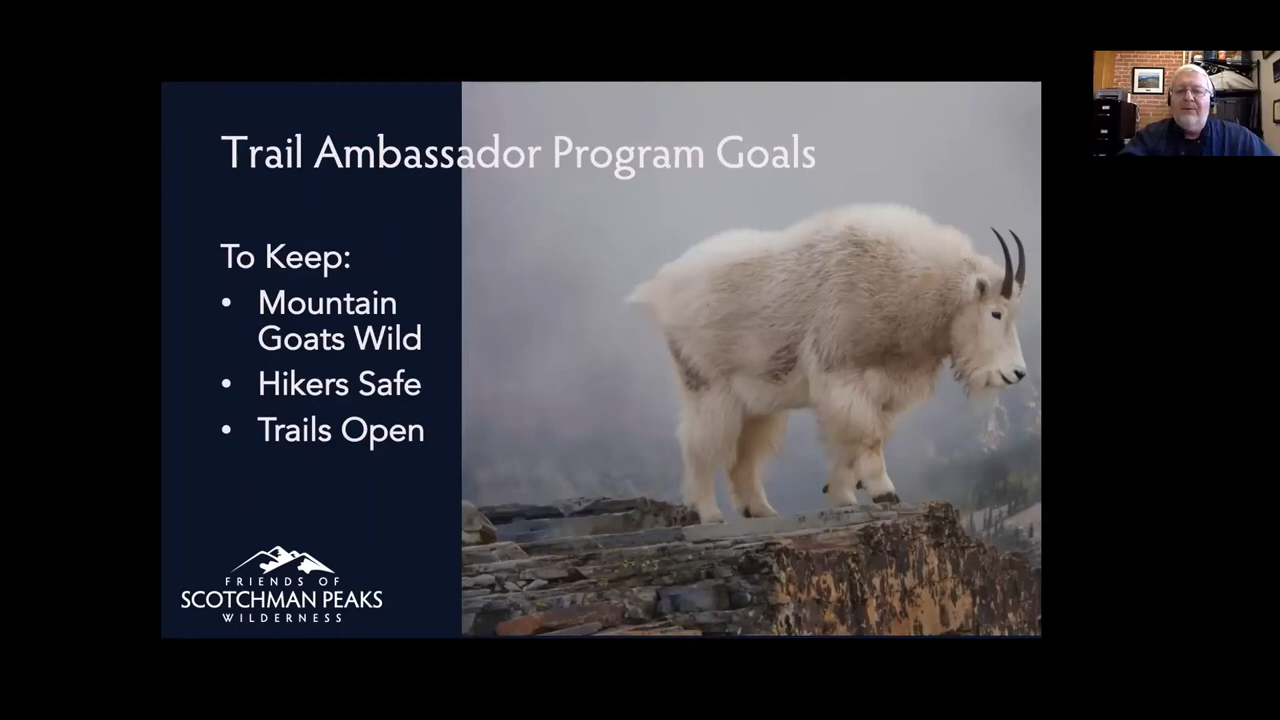 Trail Ambassador Program Goals
To Keep:
• Mountain
Goats Wild
• Hikers Safe
• Trails Open
FRIENDS OF
SCOTCHMAN PEAKS
WILDERNESS